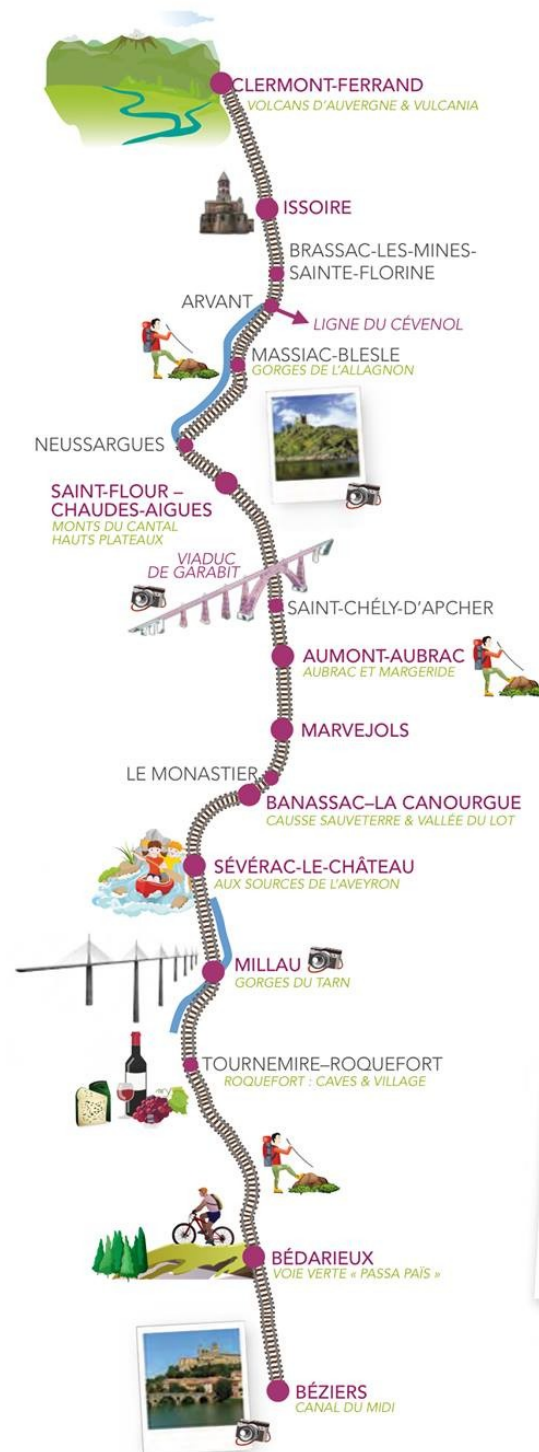 CLERMONT-FERRAND
VOLCANS D'AUVERGNE & VULCANIA
ISSOIRE
BRASSAC-LES-MINES-
SAINTE-FLORINE
ARVANT
LIGNE DU CÉVENOL
MASSIAC-BLESLE
GORGES DE L'ALLAGNON
NEUSSARGUES
SAINT-FLOUR –
CHAUDES-AIGUES
MONTS DU CANTAL
HAUTS PLATEAUX
VIADUC
DE GARABIT
SAINT-CHÉLY-D'APCHER
AUMONT-AUBRAC
AUBRAC ET MARGERIDE
MARVEJOLS
LE MONASTIER
BANASSAC–LA CANOURGUE
CAUSSE SAUVETERRE & VALLÉE DU LOT
SÉVÉRAC-LE-CHÂTEAU
AUX SOURCES DE L'AVEYRON
MILLAU
GORGES DU TARN
TOURNEMIRE–ROQUEFORT
ROQUEFORT : CAVES & VILLAGE
BÉDARIEUX
VOIE VERTE « PASSA PAÏS »
BÉZIERS
CANAL DU MIDI